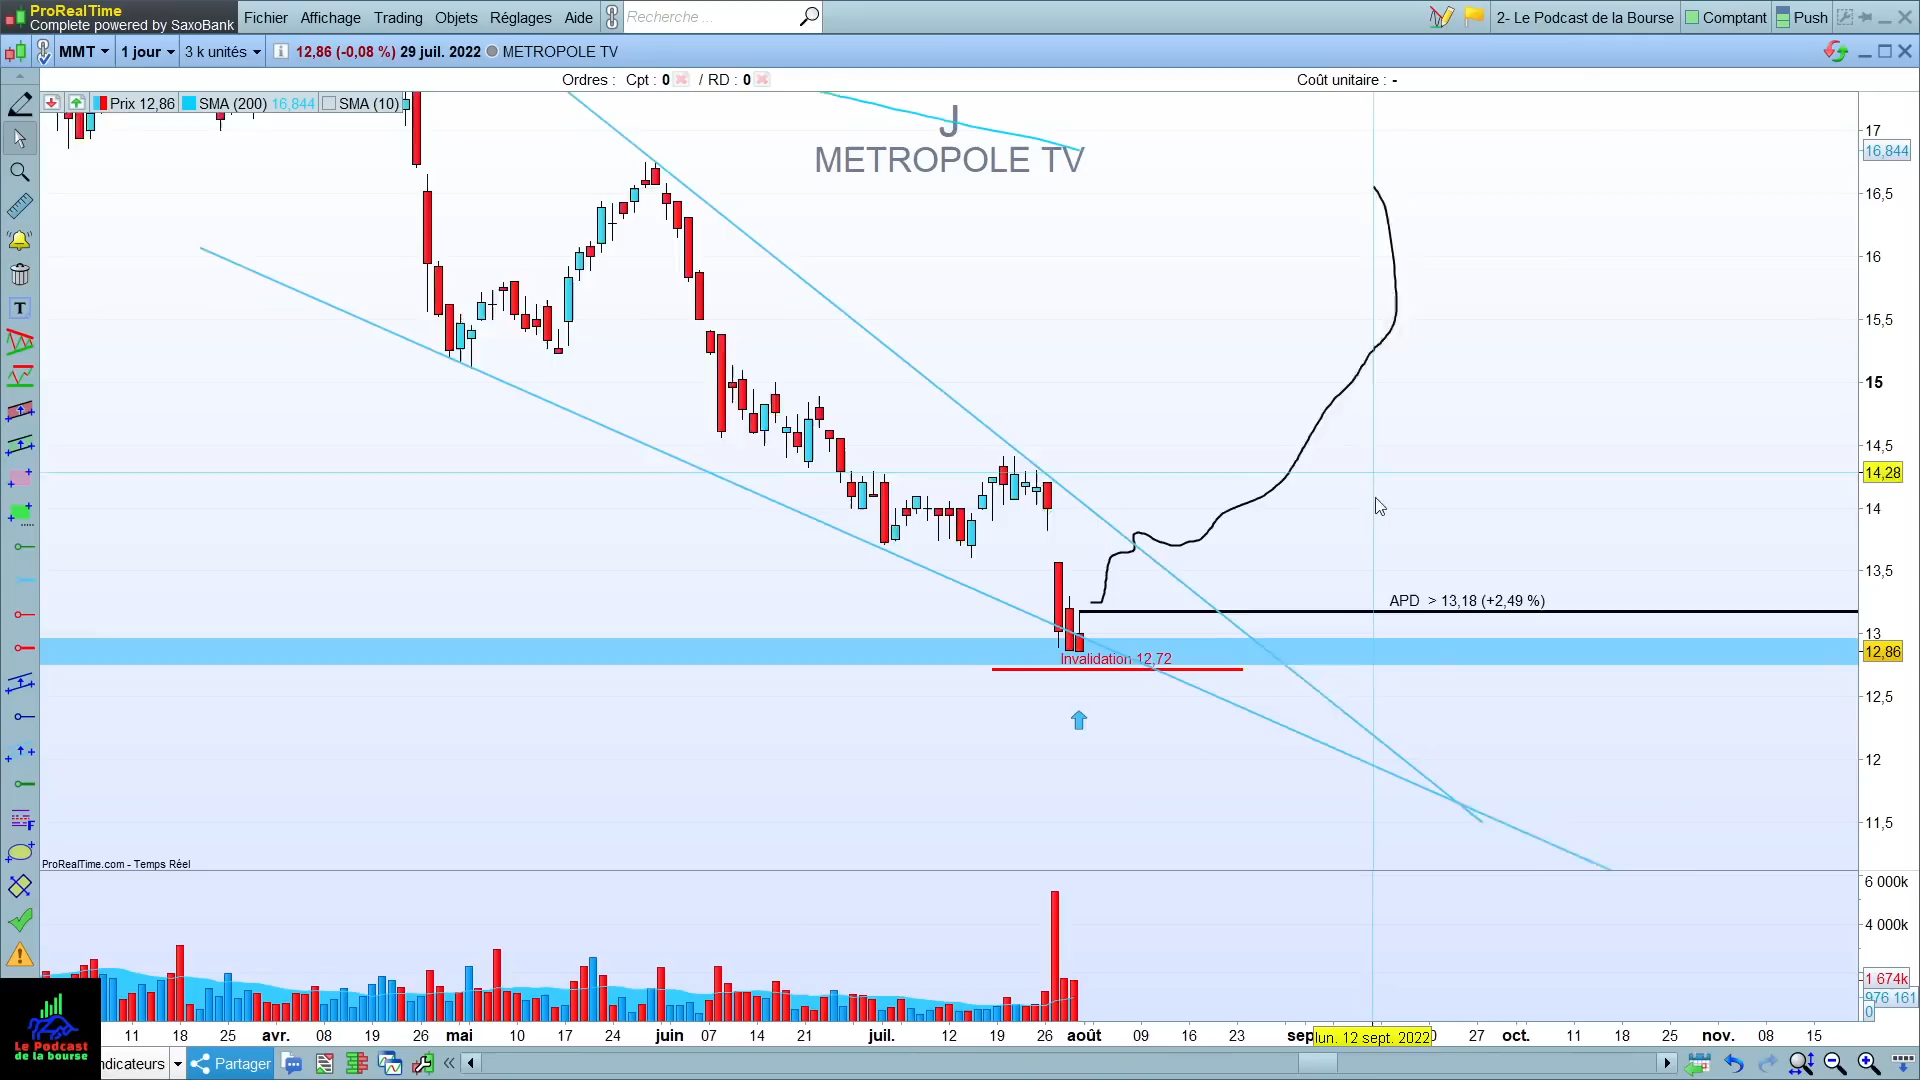 ProRealTime
Complete powered by SaxoBank
Fichier Affichage Trading Objets Réglages Aide Recherche ... 2- Le Podcast de la Bourse Comptant Push
MMT 1 jour 3 k unités 12,86 (-0,08 %) 29 juil. 2022 METROPOLE TV
Ordres : Cpt : 0 / RD : 0 Coût unitaire : -
Prix 12,86 SMA (200) 16,844 SMA (10)
J
METROPOLE TV
17
16,844
16,5
16
15,5
15
14,5
14,28
14
13,5
APD > 13,18 (+2,49 %)
13
12,86
Invalidation 12,72
12,5
12
11,5
ProRealTime.com - Temps Réel
6 000k
4 000k
1 674k
976 161
0
11 18 25 avr. 08 19 26 mai 10 17 25 juin 07 14 21 juil. 12 19 26 août 09 16 23 sep lun. 12 sept. 2022 27 oct. 11 18 25 nov. 08 15
Le Podcast
de la bourse
ndicateurs Partager